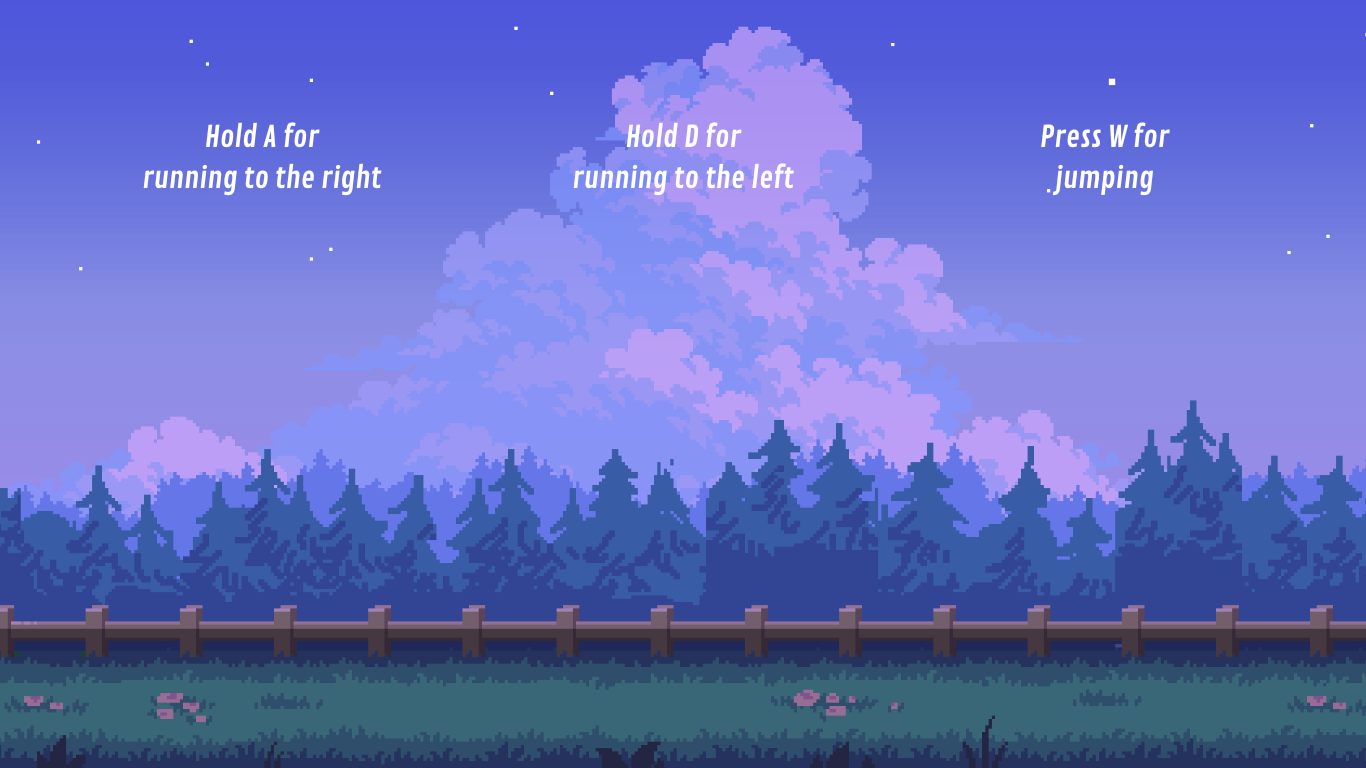 Hold A for
running to the right
Hold D for
running to the left
Press W for
jumping